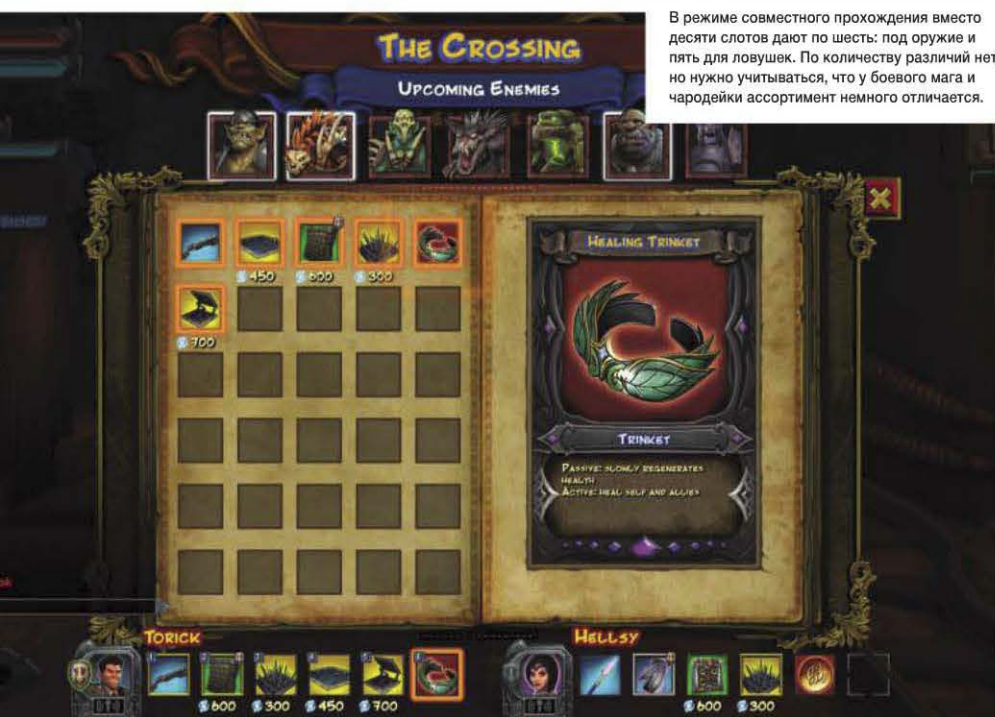 В режиме совместного прохождения вместо
десяти слотов дают по шесть: под оружие и
пять для ловушек. По количеству различий нет
но нужно учитываться, что у боевого мага и
чародейки ассортимент немного отличается.
THE CROSSING
UPCOMING ENEMIES
450
600
300
700
HEALING TRINKET
TRINKET
PASSIVE: SLOWLY REGENERATES
HEALTH
ACTIVE: HEAL SELF AND ALLIES
TORICK
600
300
450
700
HELLSY
600
300